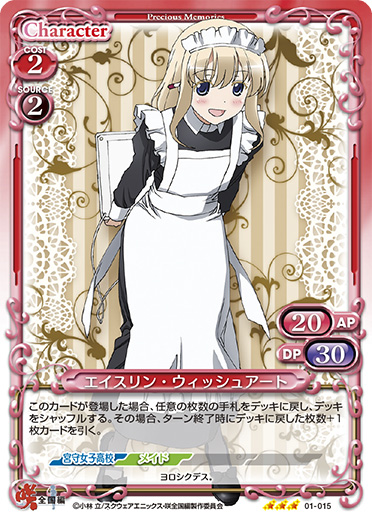 Precious Memories
Character
COST
2
SOURCE
2
20 AP
DP 30
エイスリン・ウィッシュアート
このカードが登場した場合、任意の枚数の手札をデッキに戻し、デッキ
をシャッフルする。その場合、ターン終了時にデッキに戻した枚数+1
枚カードを引く。
宮守女子高校 メイド
ヨロシクデス。
咲 全国編
©小林 立/スクウェアエニックス・咲全国編製作委員会
01-015